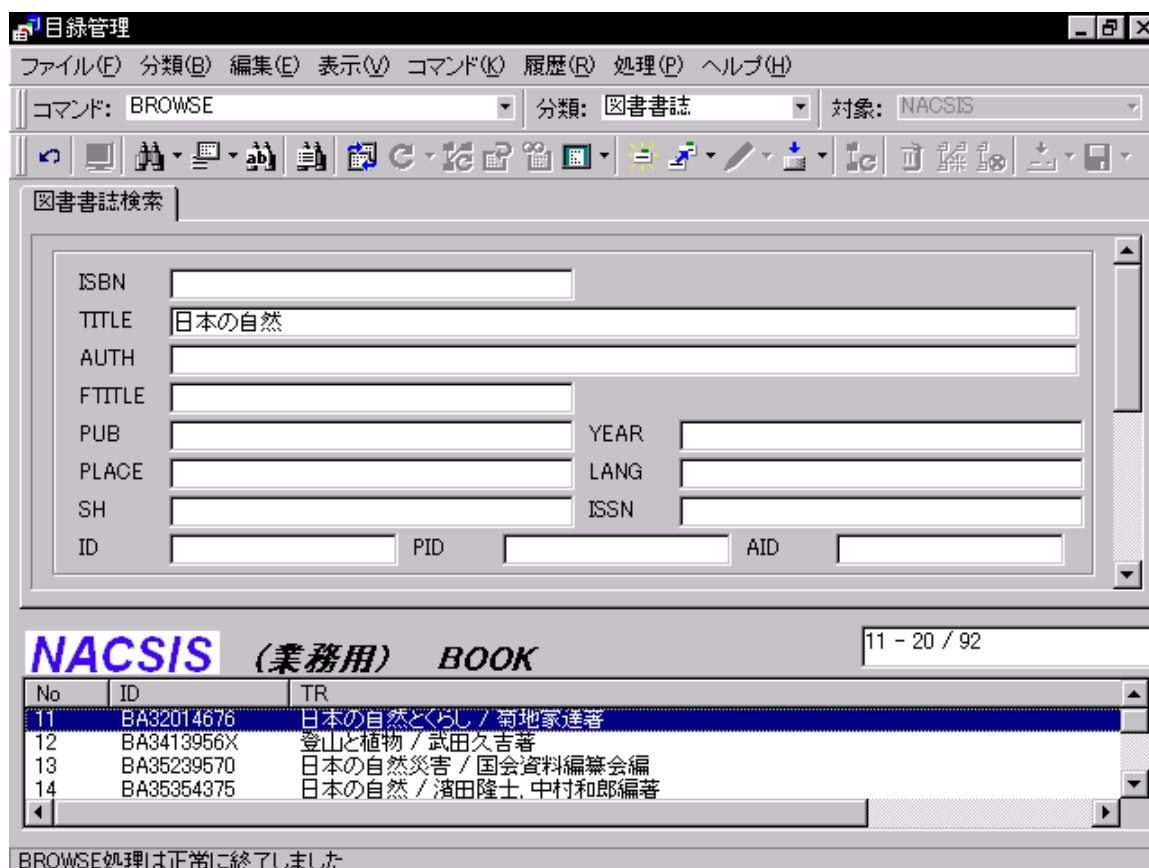 目録管理
ファイル(F) 分類(B) 編集(E) 表示(V) コマンド(K) 履歴(R) 処理(P) ヘルプ(H)
コマンド: BROWSE 分類: 図書書誌 対象: NACSIS
図書書誌検索
ISBN
TITLE 日本の自然
AUTH
FTITLE
PUB YEAR
PLACE LANG
SH ISSN
ID PID AID
NACSIS (業務用) BOOK 11 - 20 / 92
No ID TR
11 BA32014676 日本の自然とくらし / 菊地家達著
12 BA3413956X 登山と植物 / 武田久吉著
13 BA35239570 日本の自然災害 / 国会資料編纂会編
14 BA35354375 日本の自然 / 濱田隆士, 中村和郎編著
BROWSE処理は正常に終了しました